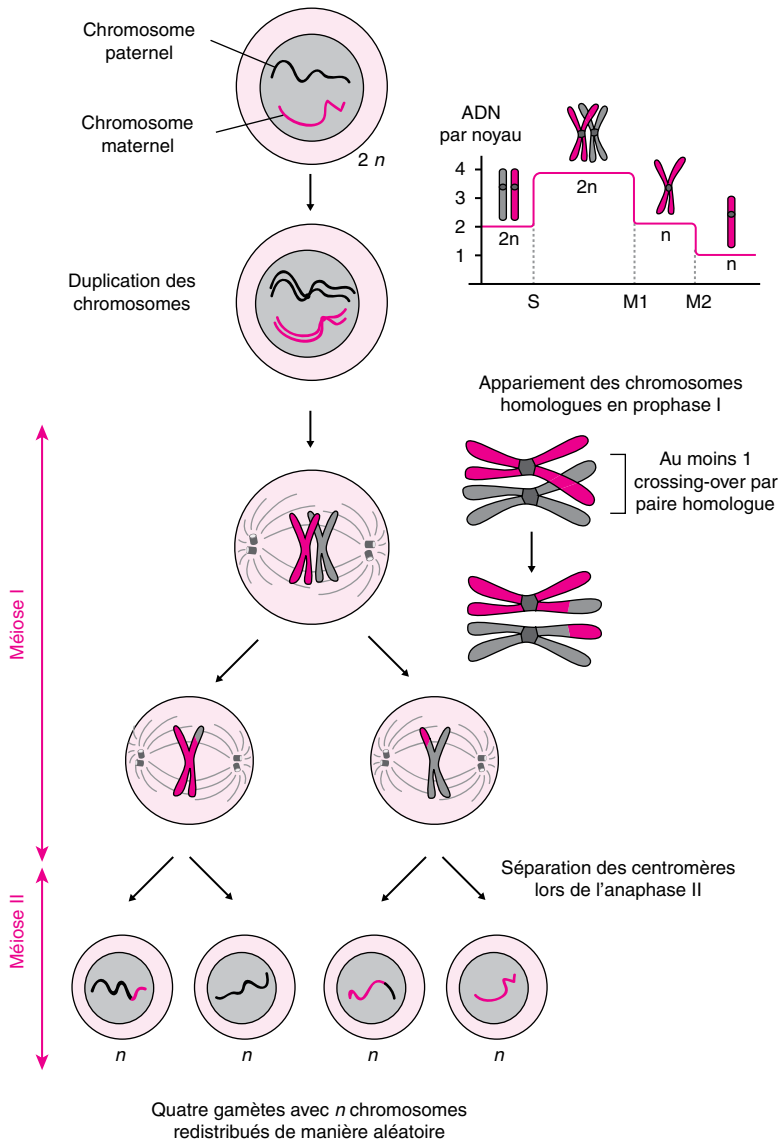 Chromosome
paternel
Chromosome
maternel
2 n
Duplication des
chromosomes
ADN
par noyau
4
3
2
1
2n
2n
n
n
S
M1
M2
Appariement des chromosomes
homologues en prophase I
Au moins 1
crossing-over par
paire homologue
Méiose I
Méiose II
Séparation des centromères
lors de l'anaphase II
n
n
n
n
Quatre gamètes avec n chromosomes
redistribués de manière aléatoire